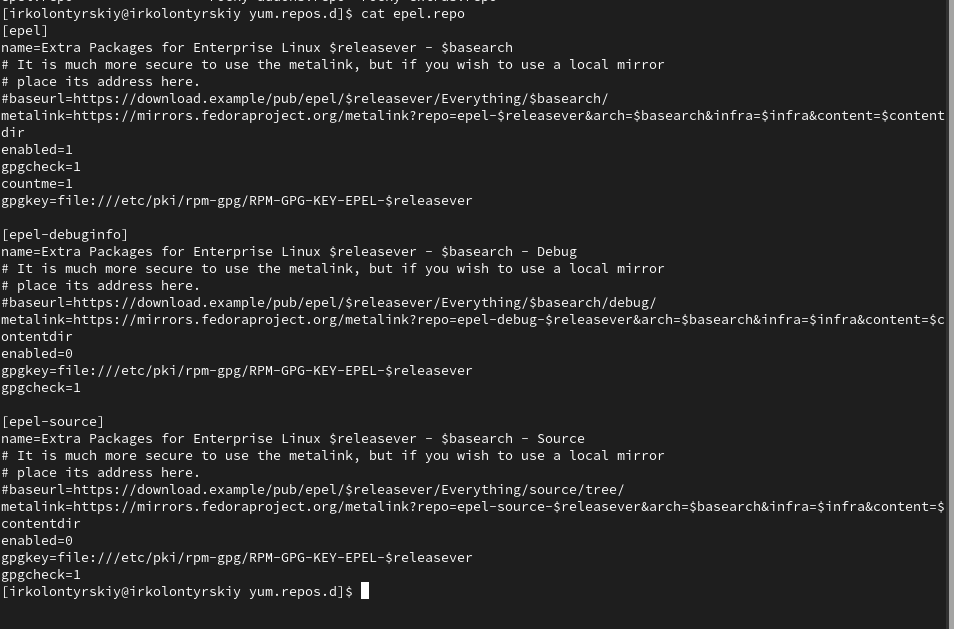 [irkolontyrskiy@irkolontyrskiy yum.repos.d]$ cat epel.repo
[epel]
name=Extra Packages for Enterprise Linux $releasever - $basearch
# It is much more secure to use the metalink, but if you wish to use a local mirror
# place its address here.
#baseurl=https://download.example/pub/epel/$releasever/Everything/$basearch/
metalink=https://mirrors.fedoraproject.org/metalink?repo=epel-$releasever&arch=$basearch&infra=$infra&content=$content
dir
enabled=1
gpgcheck=1
countme=1
gpgkey=file:///etc/pki/rpm-gpg/RPM-GPG-KEY-EPEL-$releasever
[epel-debuginfo]
name=Extra Packages for Enterprise Linux $releasever - $basearch - Debug
# It is much more secure to use the metalink, but if you wish to use a local mirror
# place its address here.
#baseurl=https://download.example/pub/epel/$releasever/Everything/$basearch/debug/
metalink=https://mirrors.fedoraproject.org/metalink?repo=epel-debug-$releasever&arch=$basearch&infra=$infra&content=$c
ontentdir
enabled=0
gpgkey=file:///etc/pki/rpm-gpg/RPM-GPG-KEY-EPEL-$releasever
gpgcheck=1
[epel-source]
name=Extra Packages for Enterprise Linux $releasever - $basearch - Source
# It is much more secure to use the metalink, but if you wish to use a local mirror
# place its address here.
#baseurl=https://download.example/pub/epel/$releasever/Everything/source/tree/
metalink=https://mirrors.fedoraproject.org/metalink?repo=epel-source-$releasever&arch=$basearch&infra=$infra&content=$
contentdir
enabled=0
gpgkey=file:///etc/pki/rpm-gpg/RPM-GPG-KEY-EPEL-$releasever
gpgcheck=1
[irkolontyrskiy@irkolontyrskiy yum.repos.d]$